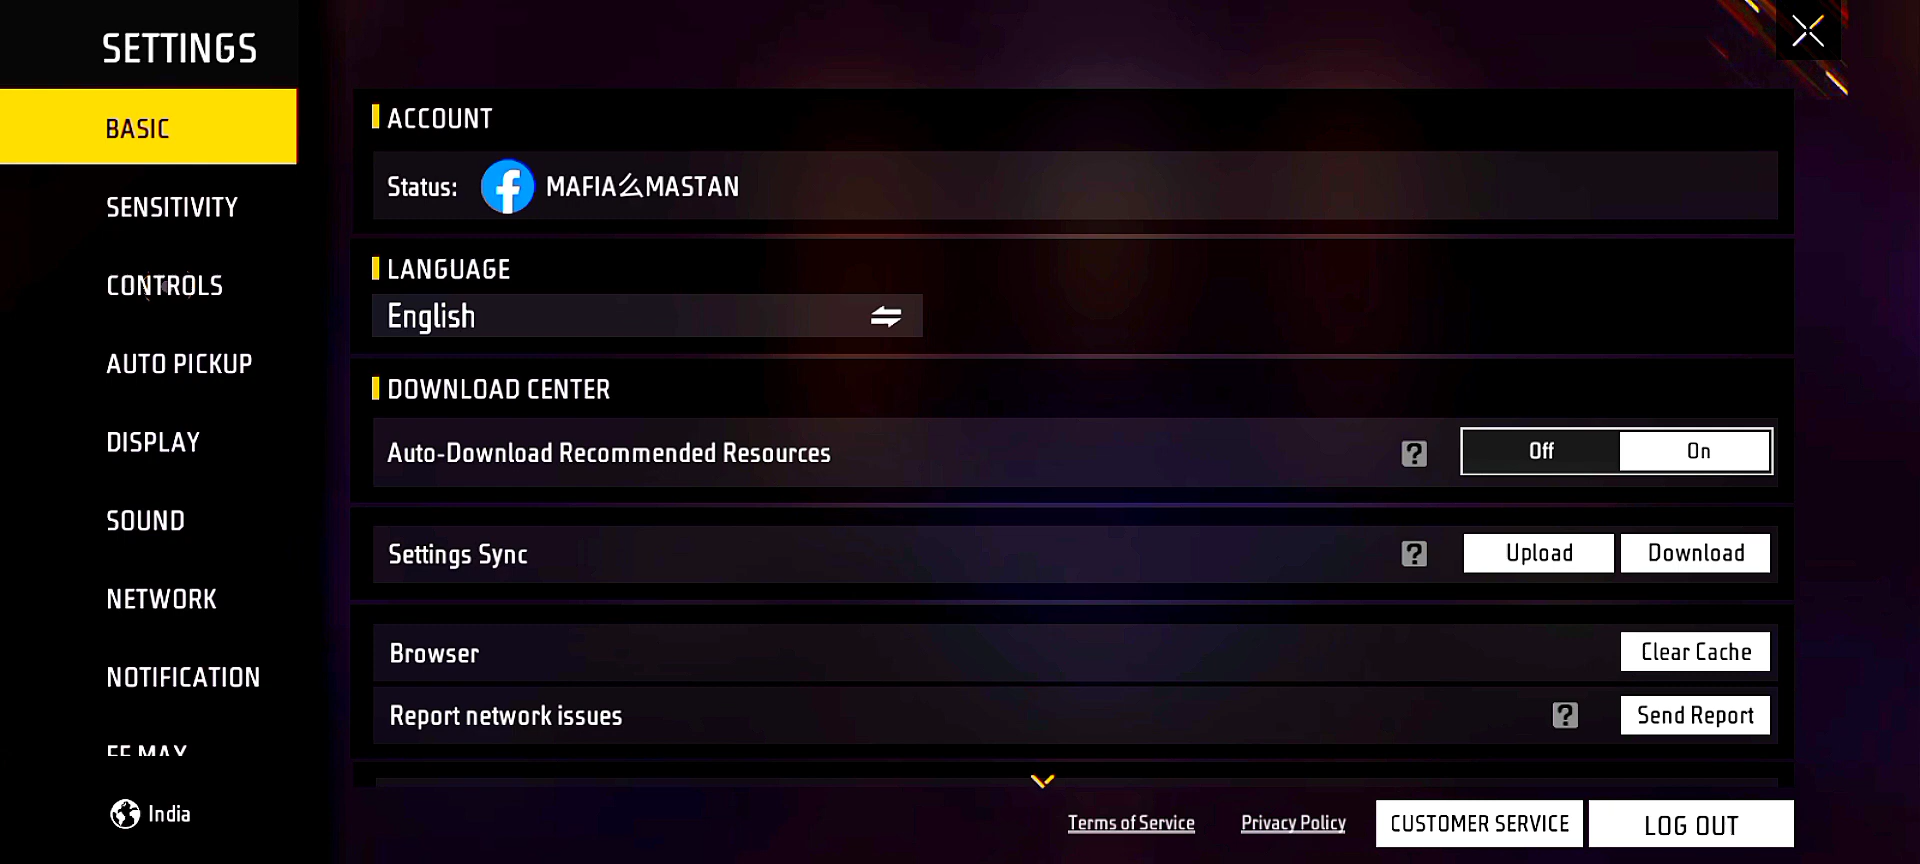 SETTINGS
BASIC
SENSITIVITY
CONTROLS
AUTO PICKUP
DISPLAY
SOUND
NETWORK
NOTIFICATION
FF MAX
India
ACCOUNT
Status: MAFIA么MASTAN
LANGUAGE
English
DOWNLOAD CENTER
Auto-Download Recommended Resources ? Off On
Settings Sync ? Upload Download
Browser Clear Cache
Report network issues ? Send Report
Terms of Service Privacy Policy CUSTOMER SERVICE LOG OUT